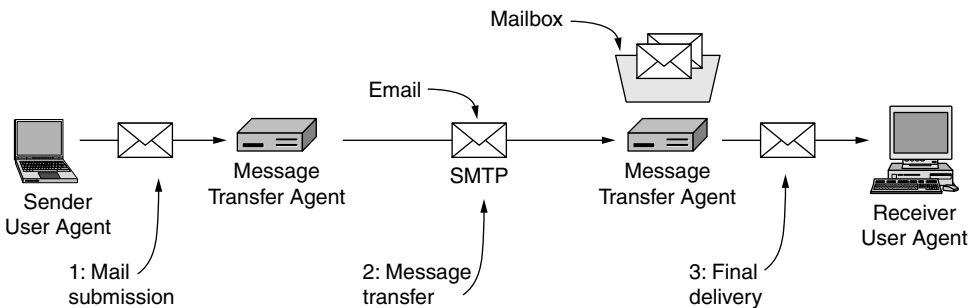 Mailbox
Email
SMTP
Message
Transfer Agent
Message
Transfer Agent
Sender
User Agent
Receiver
User Agent
1: Mail
submission
2: Message
transfer
3: Final
delivery